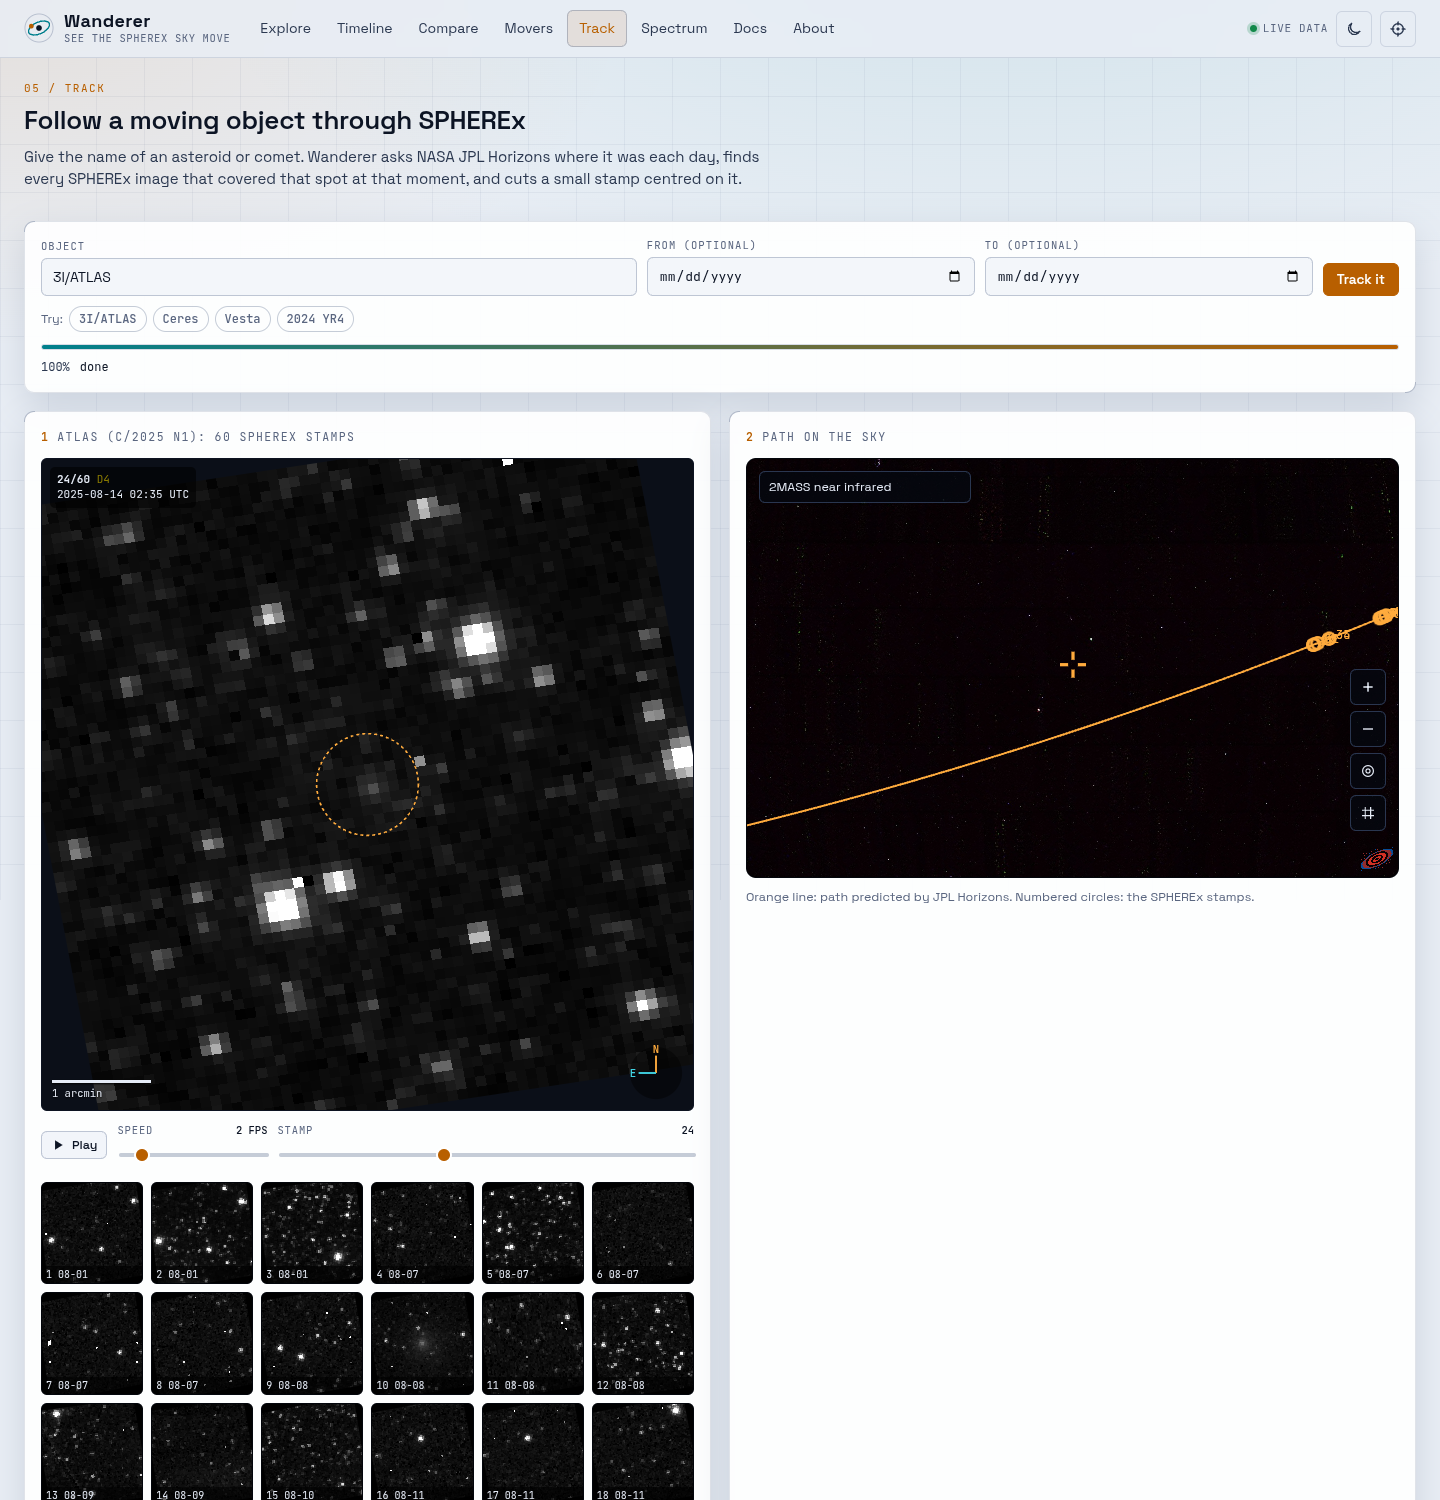 Wanderer
SEE THE SPHEREX SKY MOVE
Explore
Timeline
Compare
Movers
Track
Spectrum
Docs
About
LIVE DATA
05 / TRACK
Follow a moving object through SPHEREx
Give the name of an asteroid or comet. Wanderer asks NASA JPL Horizons where it was each day, finds
every SPHEREx image that covered that spot at that moment, and cuts a small stamp centred on it.
OBJECT
FROM (OPTIONAL)
TO (OPTIONAL)
3I/ATLAS
mm/dd/yyyy
mm/dd/yyyy
Track it
Try:
3I/ATLAS
Ceres
Vesta
2024 YR4
100% done
1 ATLAS (C/2025 N1): 60 SPHEREX STAMPS
24/60 D4
2025-08-14 02:35 UTC
N
E
1 arcmin
Play
SPEED
2 FPS
STAMP
24
1 08-01
2 08-01
3 08-01
4 08-07
5 08-07
6 08-07
7 08-07
8 08-07
9 08-08
10 08-08
11 08-08
12 08-08
13 08-09
14 08-09
15 08-10
16 08-11
17 08-11
18 08-11
2 PATH ON THE SKY
2MASS near infrared
Orange line: path predicted by JPL Horizons. Numbered circles: the SPHEREx stamps.